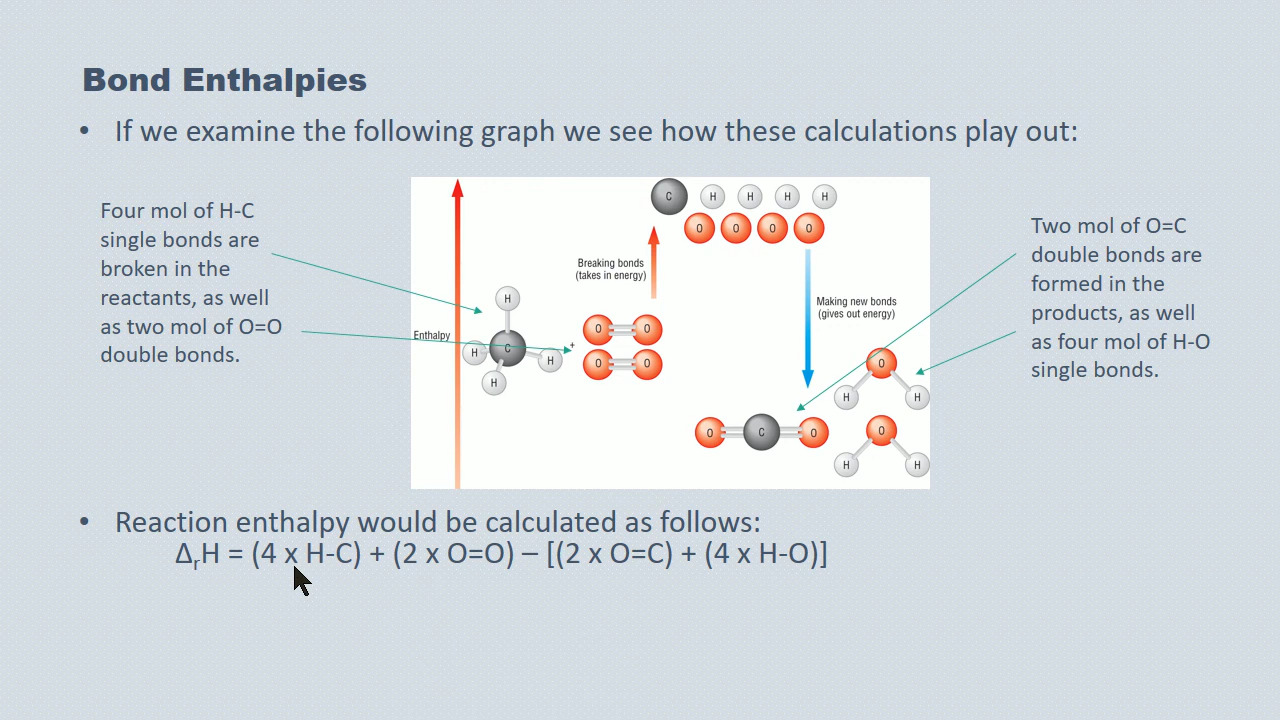 Bond Enthalpies
• If we examine the following graph we see how these calculations play out:
Four mol of H-C
single bonds are
broken in the
reactants, as well
as two mol of O=O
double bonds.
Enthalpy
H
H
C
H
H
+
O
O
O
O
Breaking bonds
(takes in energy)
C
H
H
H
H
O
O
O
O
Making new bonds
(gives out energy)
O
C
O
O
H
H
O
H
H
Two mol of O=C
double bonds are
formed in the
products, as well
as four mol of H-O
single bonds.
• Reaction enthalpy would be calculated as follows:
ΔrH = (4 x H-C) + (2 x O=O) – [(2 x O=C) + (4 x H-O)]